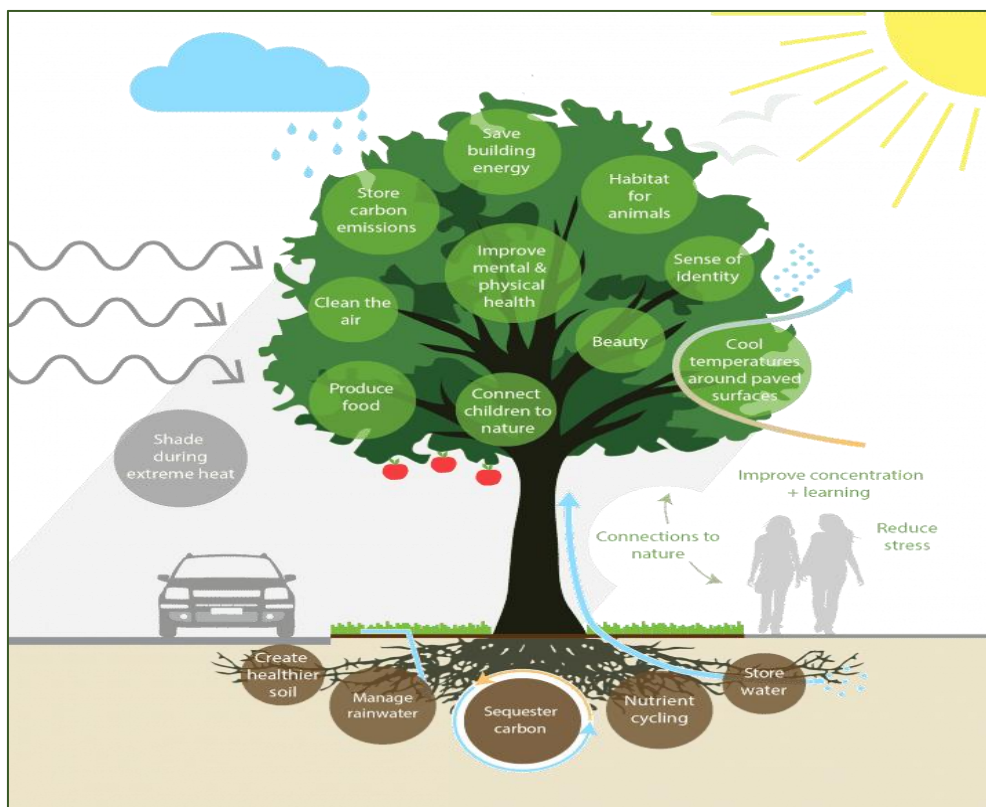 Save
building
energy
Habitat
for
animals
Store
carbon
emissions
Improve
mental &
physical
health
Sense of
identity
Clean the
air
Beauty
Cool
temperatures
around paved
surfaces
Produce
food
Connect
children to
nature
Shade
during
extreme heat
Improve concentration
+ learning
Connections to
nature
Reduce
stress
Create
healthier
soil
Manage
rainwater
Sequester
carbon
Nutrient
cycling
Store
water